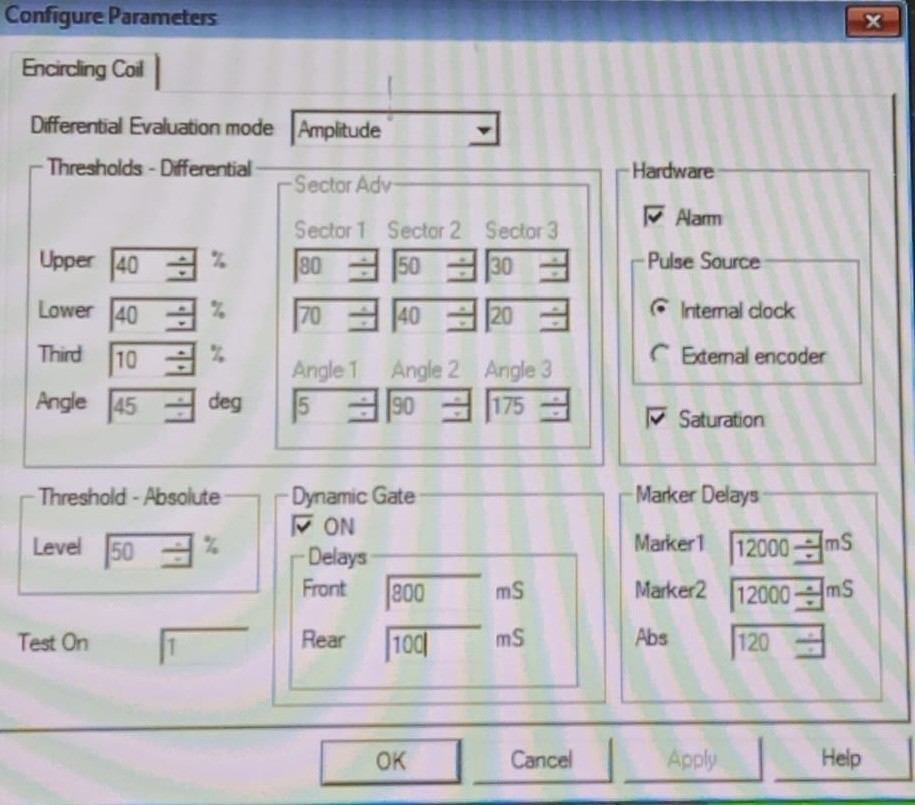 Configure Parameters
Encircling Coil
Differential Evaluation mode Amplitude
Thresholds - Differential
Upper 40 %
Lower 40 %
Third 10 %
Angle 45 deg
Sector Adv
Sector 1 Sector 2 Sector 3
80 50 30
70 40 20
Angle 1 Angle 2 Angle 3
5 90 175
Hardware
Alarm
Pulse Source
Internal clock
External encoder
Saturation
Threshold - Absolute
Level 50 %
Test On 1
Dynamic Gate
ON
Delays
Front 800 mS
Rear 100 mS
Marker Delays
Marker1 12000 mS
Marker2 12000 mS
Abs 120
OK Cancel Apply Help